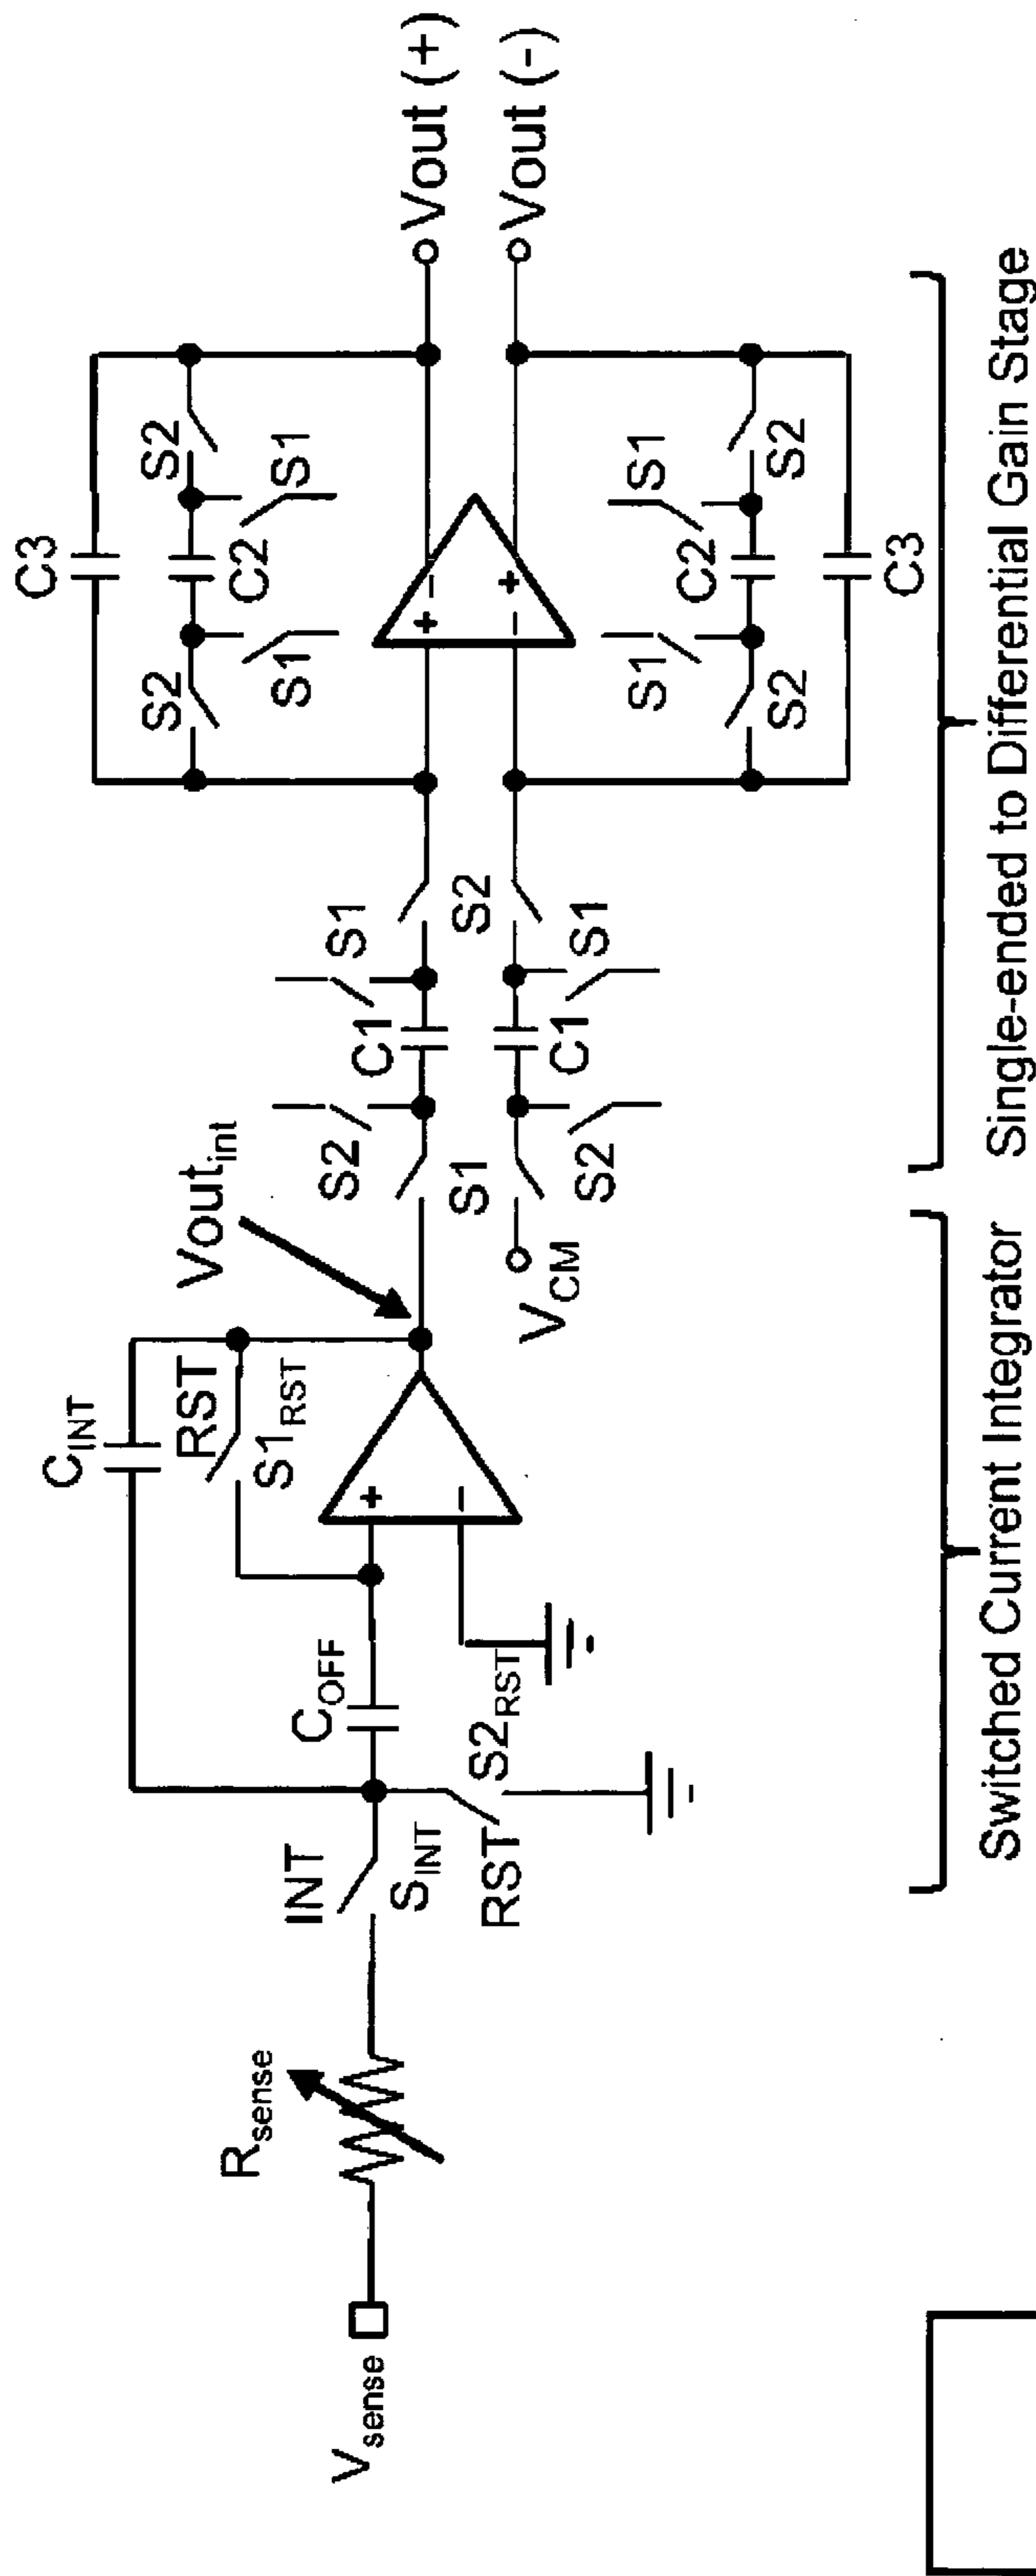 V_sense
R_sense
INT
S_INT
RST
S2_RST
C_OFF
C_INT
RST
S1_RST
+
−
Vout_int
V_CM
S2
S1
C1
S1
S2
C1
S2
S1
C3
S2
S1
C2
S1
S2
+
−
−
+
S1
S2
C2
S1
S2
C3
Vout (+)
Vout (-)
Switched Current Integrator
Single-ended to Differential Gain Stage